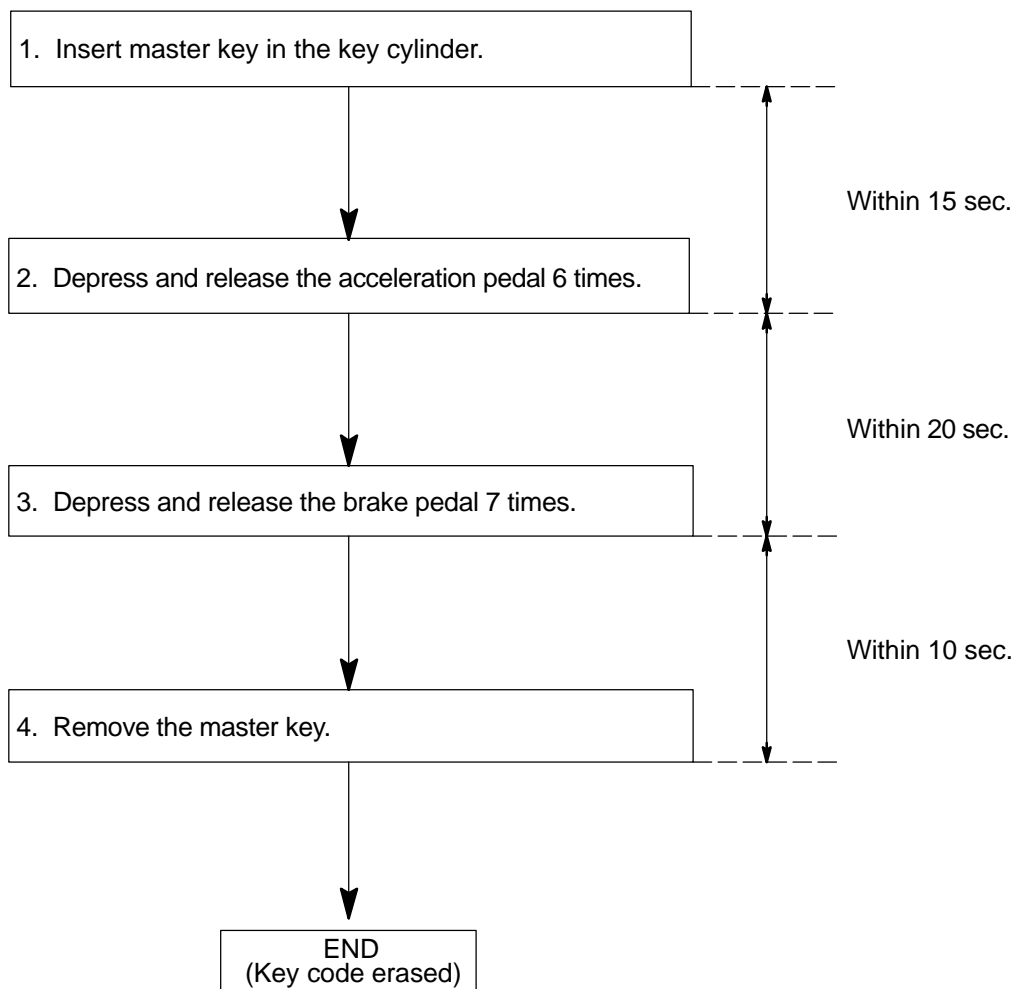 1. Insert master key in the key cylinder.
Within 15 sec.
2. Depress and release the acceleration pedal 6 times.
Within 20 sec.
3. Depress and release the brake pedal 7 times.
Within 10 sec.
4. Remove the master key.
END
(Key code erased)